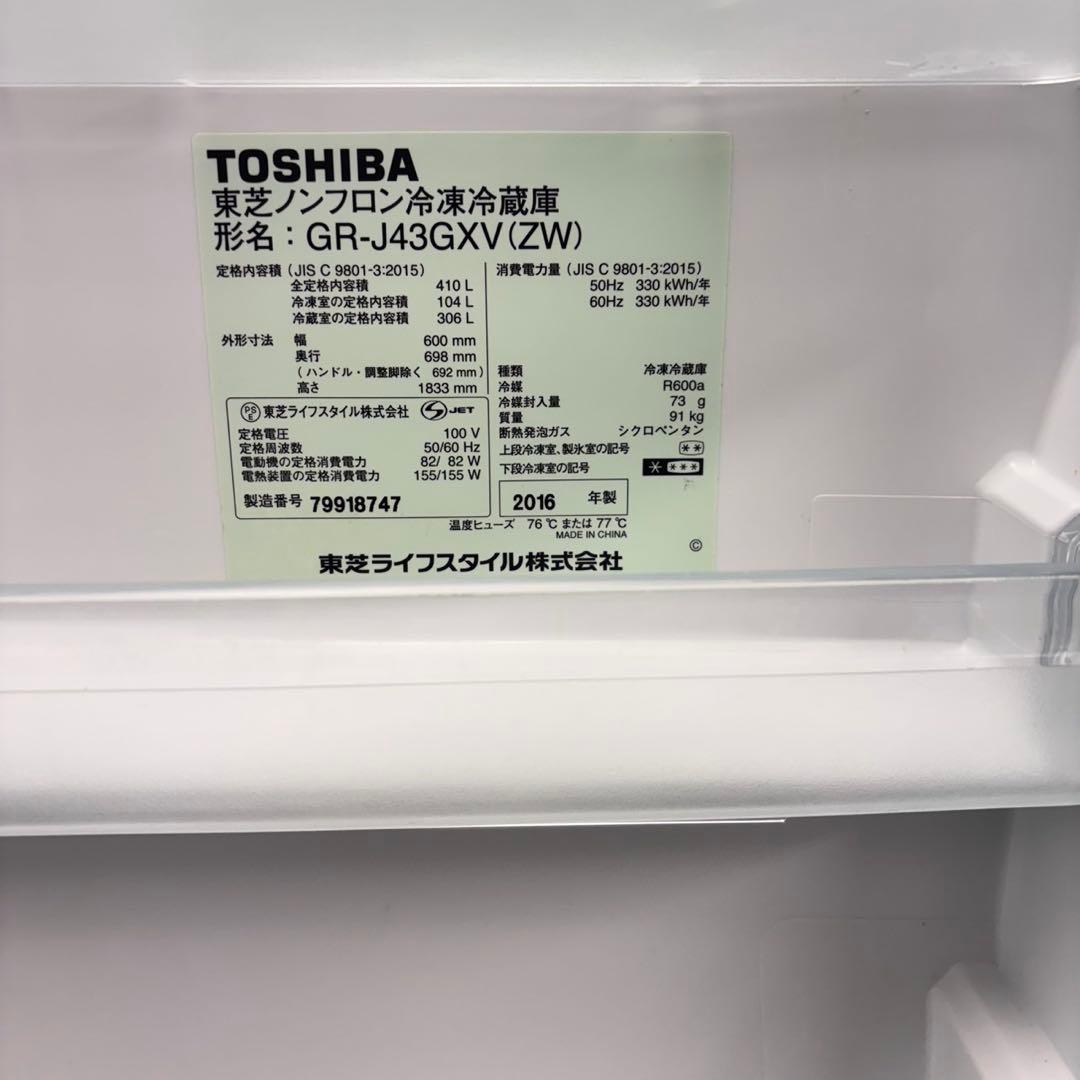 TOSHIBA
東芝ノンフロン冷凍冷蔵庫
形名：GR-J43GXV(ZW)
定格内容積（JIS C 9801-3:2015）
全定格内容積 410 L
冷凍室の定格内容積 104 L
冷蔵室の定格内容積 306 L
外形寸法 幅 600 mm
奥行 698 mm
（ハンドル・調整脚除く 692 mm）
高さ 1833 mm
PSE 東芝ライフスタイル株式会社 JET
定格電圧 100 V
定格周波数 50/60 Hz
電動機の定格消費電力 82/ 82 W
電熱装置の定格消費電力 155/155 W
製造番号 79918747
消費電力量（JIS C 9801-3:2015）
50Hz 330 kWh/年
60Hz 330 kWh/年
種類 冷凍冷蔵庫
冷媒 R600a
冷媒封入量 73 g
質量 91 kg
断熱発泡ガス シクロペンタン
上段冷凍室、製氷室の記号 **
下段冷凍室の記号 * ***
2016 年製
温度ヒューズ 76 ℃ または 77 ℃
MADE IN CHINA
©
東芝ライフスタイル株式会社